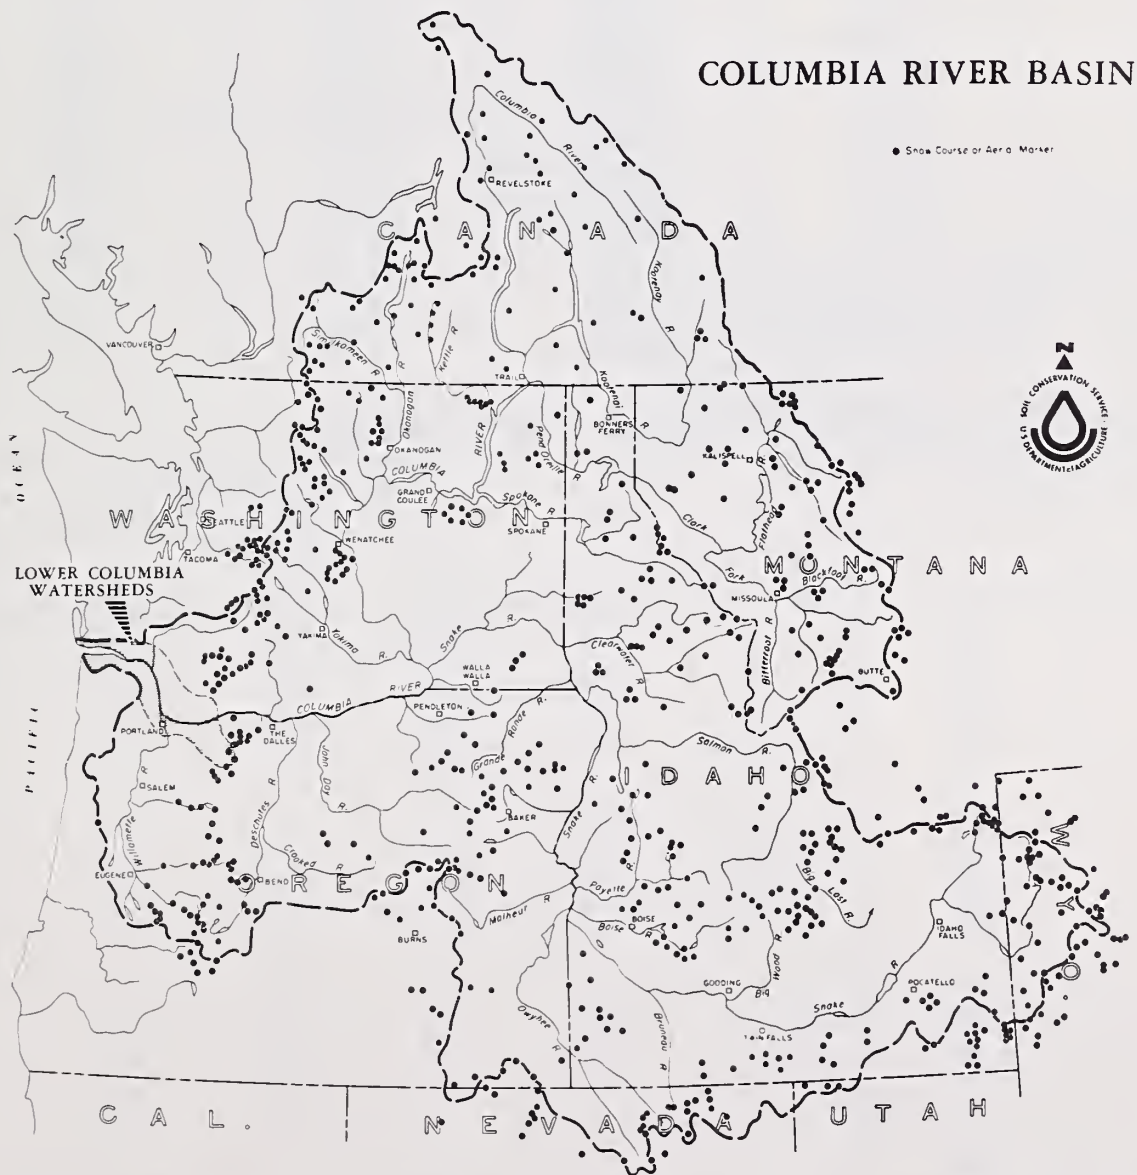 COLUMBIA RIVER BASIN
● Snow Course or Aerial Marker
Columbia
River
REVELSTOKE
CANADA
Kootenay
R.
VANCOUVER
Similkameen R.
Kettle R.
TRAIL
N
SOIL CONSERVATION SERVICE
U S DEPARTMENT of AGRICULTURE
Okanogan
R
OKANOGAN
COLUMBIA
RIVER
GRAND
COULEE
Pend Oreille R.
Kootenai
R.
BONNERS
FERRY
KALISPELL
Flathead
R.
OCEAN
PACIFIC
WASHINGTON
SEATTLE
TACOMA
WENATCHEE
Spokane
R.
SPOKANE
Clark
Fork
MONTANA
Blackfoot R.
MISSOULA
Bitterroot R
BUTTE
LOWER COLUMBIA
WATERSHEDS
YAKIMA
Yakima R.
Snake R.
WALLA
WALLA
Clearwater
R.
COLUMBIA RIVER
PENDLETON
PORTLAND
THE
DALLES
Grande Ronde R.
Salmon R.
IDAHO
SALEM
Willamette
R
Deschutes R.
John Day
R.
BAKER
Snake R.
EUGENE
BEND
Crooked R.
OREGON
BURNS
Malheur R
Payette R.
BOISE
Boise R
Big Lost R.
IDAHO
FALLS
WYO
GOODING
Big Wood R.
POCATELLO
Snake R
TWIN FALLS
Owyhee R
Bruneau R
CAL.
NEVADA
UTAH